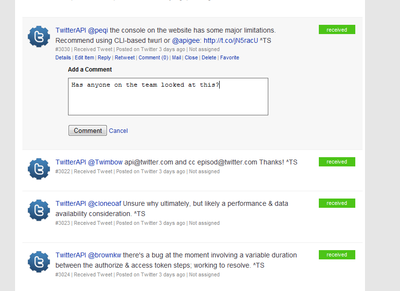 TwitterAPI @peqi the console on the website has some major limitations.
received
Recommend using CLI-based twurl or @apigee: http://t.co/jN5racU ^TS
#3030 | Received Tweet | Posted on Twitter 3 days ago | Not assigned
Details | Edit item | Reply | Retweet | Comment (0) | Mail | Close | Delete | Favorite
Add a Comment
Has anyone on the team looked at this?
Comment Cancel
TwitterAPI @Twimbow api@twitter.com and cc episod@twitter.com Thanks! ^TS
received
#3022 | Received Tweet | Posted on Twitter 3 days ago | Not assigned
TwitterAPI @cloneoaf Unsure why ultimately, but likely a performance & data
received
availability consideration. ^TS
#3023 | Received Tweet | Posted on Twitter 3 days ago | Not assigned
TwitterAPI @brownkw there's a bug at the moment involving a variable duration
received
between the authorize & access token steps; working to resolve. ^TS
#3024 | Received Tweet | Posted on Twitter 3 days ago | Not assigned